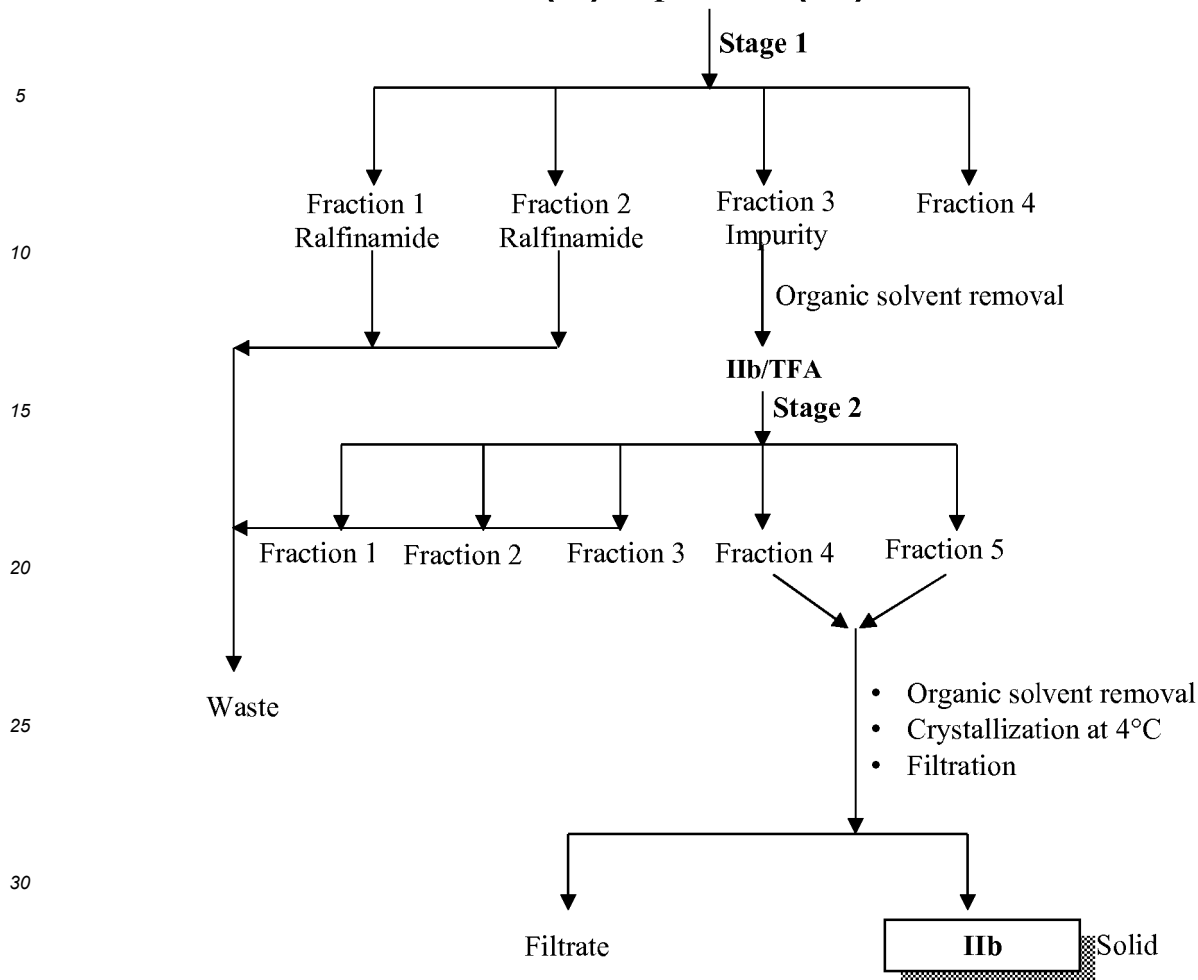 Stage 1
5
Fraction 1
Ralfinamide
Fraction 2
Ralfinamide
Fraction 3
Impurity
Fraction 4
10
Organic solvent removal
IIb/TFA
15
Stage 2
Fraction 1
Fraction 2
Fraction 3
Fraction 4
Fraction 5
20
Waste
• Organic solvent removal
25
• Crystallization at 4°C
• Filtration
30
Filtrate
IIb
Solid